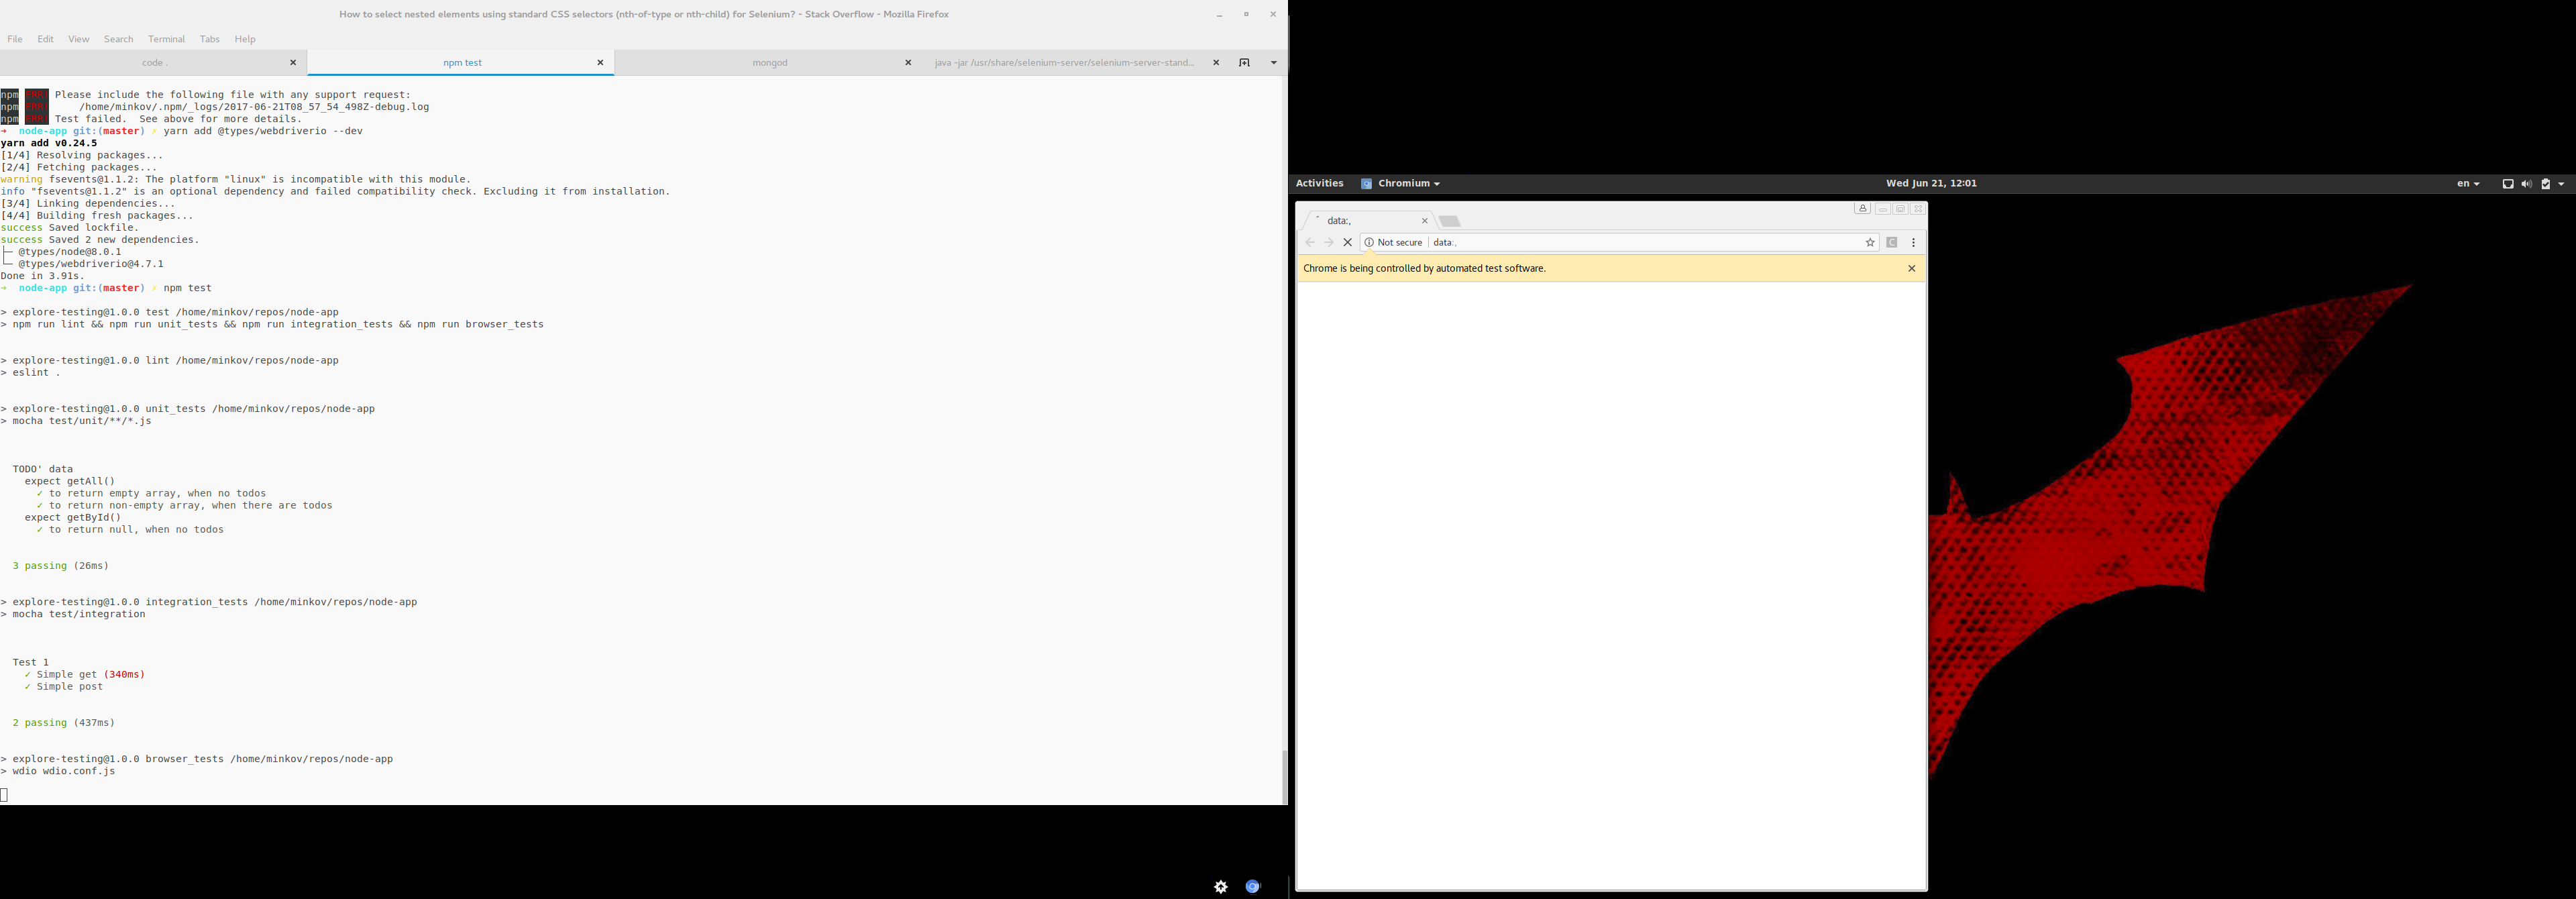 How to select nested elements using standard CSS selectors (nth-of-type or nth-child) for Selenium? - Stack Overflow - Mozilla Firefox
File Edit View Search Terminal Tabs Help
code .
npm test
mongod
java -jar /usr/share/selenium-server/selenium-server-stand...
npm ERR! Please include the following file with any support request:
npm ERR!     /home/minkov/.npm/_logs/2017-06-21T08_57_54_498Z-debug.log
npm ERR! Test failed.  See above for more details.
➜  node-app git:(master) ✗ yarn add @types/webdriverio --dev
yarn add v0.24.5
[1/4] Resolving packages...
[2/4] Fetching packages...
warning fsevents@1.1.2: The platform "linux" is incompatible with this module.
info "fsevents@1.1.2" is an optional dependency and failed compatibility check. Excluding it from installation.
[3/4] Linking dependencies...
[4/4] Building fresh packages...
success Saved lockfile.
success Saved 2 new dependencies.
├─ @types/node@8.0.1
└─ @types/webdriverio@4.7.1
Done in 3.91s.
➜  node-app git:(master) ✗ npm test
> explore-testing@1.0.0 test /home/minkov/repos/node-app
> npm run lint && npm run unit_tests && npm run integration_tests && npm run browser_tests
> explore-testing@1.0.0 lint /home/minkov/repos/node-app
> eslint .
> explore-testing@1.0.0 unit_tests /home/minkov/repos/node-app
> mocha test/unit/**/*.js
TODO' data
expect getAll()
✓ to return empty array, when no todos
✓ to return non-empty array, when there are todos
expect getById()
✓ to return null, when no todos
3 passing (26ms)
> explore-testing@1.0.0 integration_tests /home/minkov/repos/node-app
> mocha test/integration
Test 1
✓ Simple get (340ms)
✓ Simple post
2 passing (437ms)
> explore-testing@1.0.0 browser_tests /home/minkov/repos/node-app
> wdio wdio.conf.js
Activities Chromium Wed Jun 21, 12:01 en
data:,
Not secure data:,
Chrome is being controlled by automated test software.